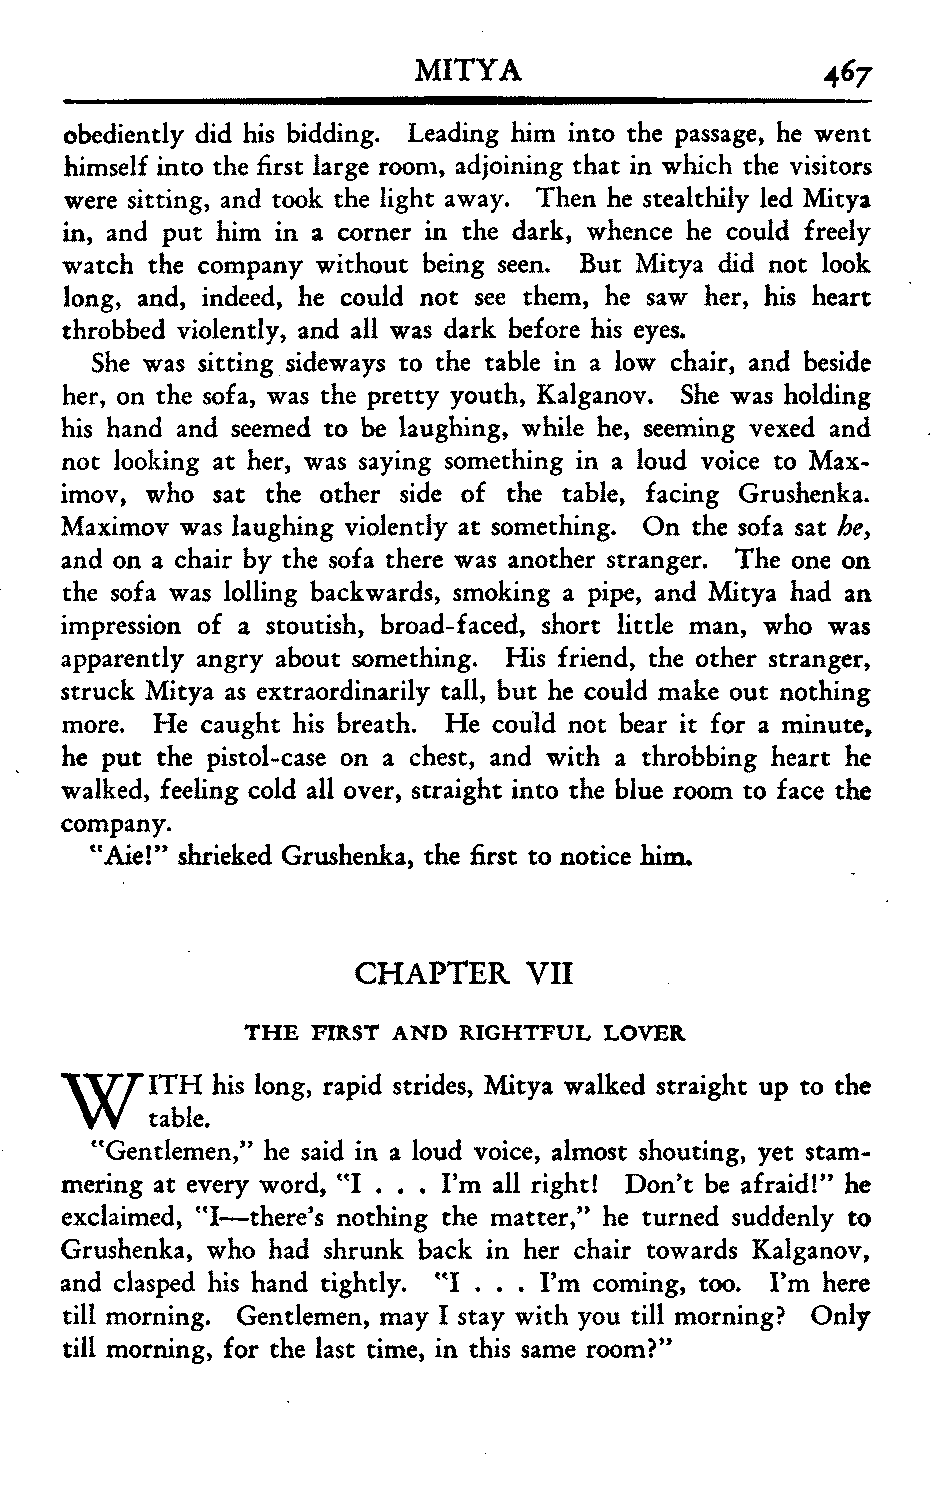 MITYA 467
obediently did his bidding. Leading him into the passage, he went
himself into the first large room, adjoining that in which the visitors
were sitting, and took the light away. Then he stealthily led Mitya
in, and put him in a corner in the dark, whence he could freely
watch the company without being seen. But Mitya did not look
long, and, indeed, he could not see them, he saw her, his heart
throbbed violently, and all was dark before his eyes.
She was sitting sideways to the table in a low chair, and beside
her, on the sofa, was the pretty youth, Kalganov. She was holding
his hand and seemed to be laughing, while he, seeming vexed and
not looking at her, was saying something in a loud voice to Max-
imov, who sat the other side of the table, facing Grushenka.
Maximov was laughing violently at something. On the sofa sat he,
and on a chair by the sofa there was another stranger. The one on
the sofa was lolling backwards, smoking a pipe, and Mitya had an
impression of a stoutish, broad-faced, short little man, who was
apparently angry about something. His friend, the other stranger,
struck Mitya as extraordinarily tall, but he could make out nothing
more. He caught his breath. He could not bear it for a minute,
he put the pistol-case on a chest, and with a throbbing heart he
walked, feeling cold all over, straight into the blue room to face the
company.
"Aie!" shrieked Grushenka, the first to notice him.
CHAPTER VII
THE FIRST AND RIGHTFUL LOVER
WITH his long, rapid strides, Mitya walked straight up to the
table.
"Gentlemen," he said in a loud voice, almost shouting, yet stam-
mering at every word, "I . . . I'm all right! Don't be afraid!" he
exclaimed, "I—there's nothing the matter," he turned suddenly to
Grushenka, who had shrunk back in her chair towards Kalganov,
and clasped his hand tightly. "I . . . I'm coming, too. I'm here
till morning. Gentlemen, may I stay with you till morning? Only
till morning, for the last time, in this same room?"